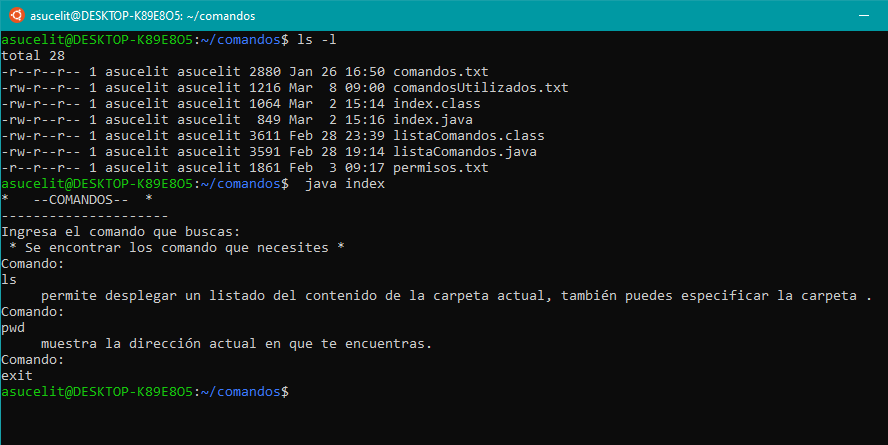 asucelit@DESKTOP-K89E8O5: ~/comandos
asucelit@DESKTOP-K89E8O5:~/comandos$ ls -l
total 28
-r--r--r-- 1 asucelit asucelit 2880 Jan 26 16:50 comandos.txt
-rw-r--r-- 1 asucelit asucelit 1216 Mar  8 09:00 comandosUtilizados.txt
-rw-r--r-- 1 asucelit asucelit 1064 Mar  2 15:14 index.class
-rw-r--r-- 1 asucelit asucelit  849 Mar  2 15:16 index.java
-rw-r--r-- 1 asucelit asucelit 3611 Feb 28 23:39 listaComandos.class
-rw-r--r-- 1 asucelit asucelit 3591 Feb 28 19:14 listaComandos.java
-r--r--r-- 1 asucelit asucelit 1861 Feb  3 09:17 permisos.txt
asucelit@DESKTOP-K89E8O5:~/comandos$  java index
*   --COMANDOS--  *
---------------------
Ingresa el comando que buscas:
 * Se encontrar los comando que necesites *
Comando:
ls
     permite desplegar un listado del contenido de la carpeta actual, también puedes especificar la carpeta .
Comando:
pwd
     muestra la dirección actual en que te encuentras.
Comando:
exit
asucelit@DESKTOP-K89E8O5:~/comandos$